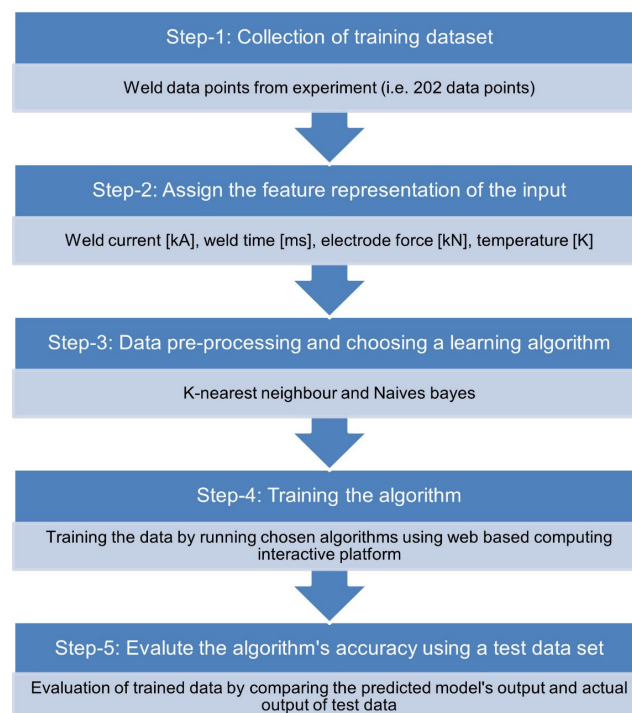 Step-1: Collection of training dataset
Weld data points from experiment (i.e. 202 data points)
Step-2: Assign the feature representation of the input
Weld current [kA], weld time [ms], electrode force [kN], temperature [K]
Step-3: Data pre-processing and choosing a learning algorithm
K-nearest neighbour and Naives bayes
Step-4: Training the algorithm
Training the data by running chosen algorithms using web based computing
interactive platform
Step-5: Evalute the algorithm's accuracy using a test data set
Evaluation of trained data by comparing the predicted model's output and actual
output of test data